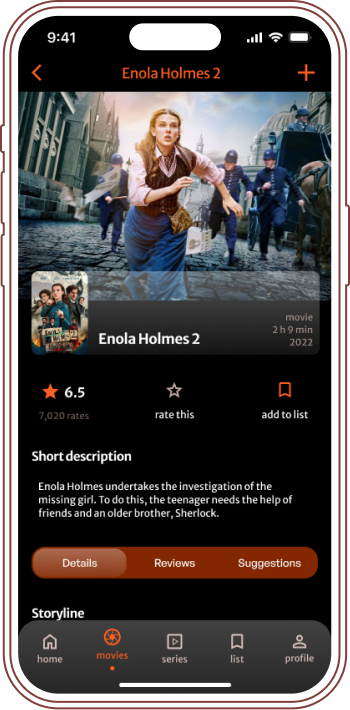 9:41
Enola Holmes 2
movie
2 h 9 min
Enola Holmes 2
2022
6.5
7,020 rates
rate this
add to list
Short description
Enola Holmes undertakes the investigation of the
missing girl. To do this, the teenager needs the help of
friends and an older brother, Sherlock.
Details Reviews Suggestions
Storyline
home movies series list profile